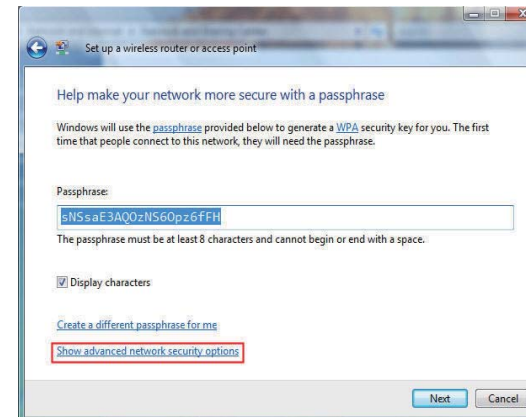 Set up a wireless router or access point
Help make your network more secure with a passphrase
Windows will use the passphrase provided below to generate a WPA security key for you. The first
time that people connect to this network, they will need the passphrase.
Passphrase:
sNSsaE3AQOzNS6Opz6fFH
The passphrase must be at least 8 characters and cannot begin or end with a space.
Display characters
Create a different passphrase for me
Show advanced network security options
Next Cancel